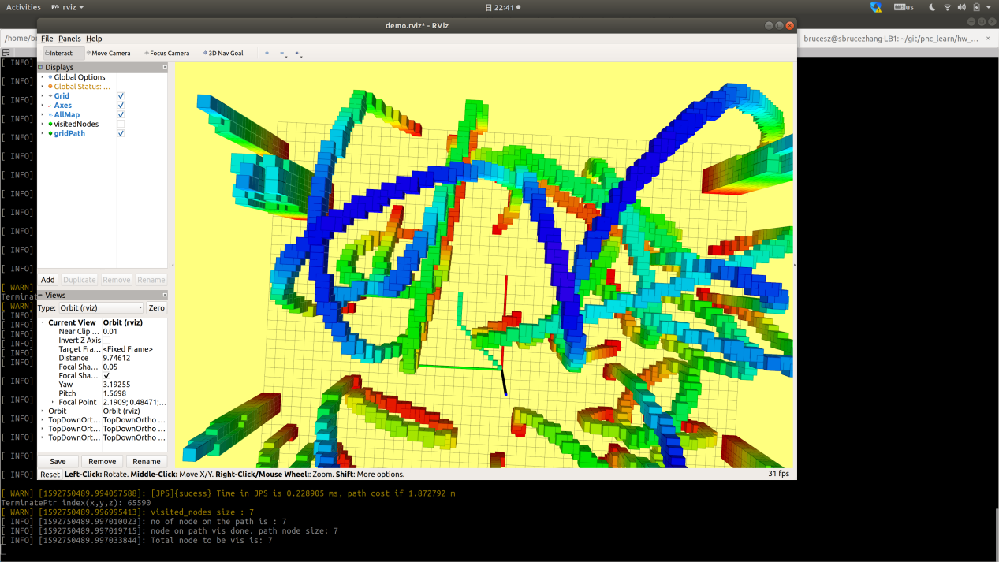 Activities rviz 日 22:41 us
demo.rviz* - RViz
/home/br
brucesz@sbrucezhang-LB1: ~/git/pnc_learn/hw_...
File Panels Help
Interact Move Camera Focus Camera 3D Nav Goal
Displays
Global Options
Global Status: ...
Grid
Axes
AllMap
visitedNodes
gridPath
Add Duplicate Remove Rename
Views
Type: Orbit (rviz) Zero
Current View Orbit (rviz)
Near Clip ... 0.01
Invert Z Axis
Target Fra... <Fixed Frame>
Distance 9.74612
Focal Sha... 0.05
Focal Sha...
Yaw 3.19255
Pitch 1.5698
Focal Point 2.1909; 0.48471;...
Orbit Orbit (rviz)
TopDownOrt... TopDownOrtho ...
TopDownOrt... TopDownOrtho ...
TopDownOrt... TopDownOrtho ...
Save Remove Rename
Reset Left-Click: Rotate. Middle-Click: Move X/Y. Right-Click/Mouse Wheel:: Zoom. Shift: More options. 31 fps
[ INFO]
[ INFO]
[ INFO]
[ INFO]
[ INFO]
[ INFO]
[ INFO]
[ INFO]
[ INFO]
[ INFO]
[ INFO]
[ INFO]
[ WARN]
Terminat
[ WARN]
[ INFO]
[ INFO]
[ INFO]
[ INFO]
[ INFO]
[ INFO]
[ INFO]
[ INFO]
[ INFO]
[ INFO]
[ INFO]
[ INFO]
[ WARN] [1592750489.994057588]: [JPS]{sucess} Time in JPS is 0.228905 ms, path cost if 1.872792 m
TerminatePtr index(x,y,z): 65590
[ WARN] [1592750489.996995413]: visited_nodes size : 7
[ INFO] [1592750489.997010023]: no of node on the path is : 7
[ INFO] [1592750489.997019715]: node on path vis done. path node size: 7
[ INFO] [1592750489.997033844]: Total node to be vis is: 7